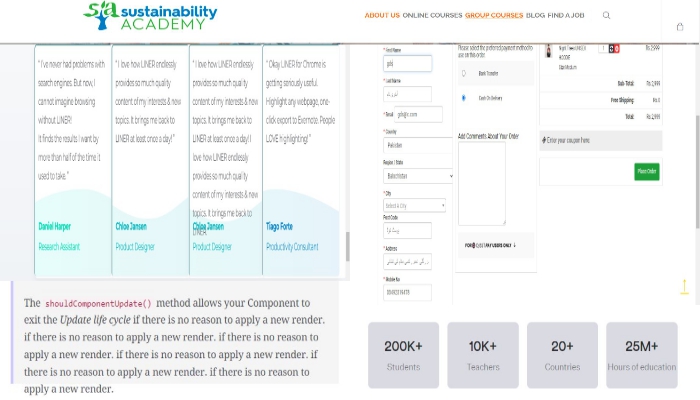 sa sustainability
ACADEMY
ABOUT US ONLINE COURSES GROUP COURSES BLOG FIND A JOB
"I've never had problems with
search engines. But now, I
cannot imagine browsing
without LINER!
It finds the results I want by
more than half of the time it
used to take."
Daniel Harper
Research Assistant
"I love how LINER endlessly
provides so much quality
content of my interests & new
topics. It brings me back to
LINER at least once a day!"
Chloe Jansen
Product Designer
"I love how LINER endlessly
provides so much quality
content of my interests & new
topics. It brings me back to
LINER at least once a day! I
love how LINER endlessly
provides so much quality
content of my interests & new
topics. It brings me back to
LINER
Chloe Jansen
Product Designer
"Okay LINER for Chrome is
getting seriously useful.
Highlight any webpage, one-
click export to Evernote. People
LOVE highlighting!"
Tiago Forte
Productivity Consultant
* First Name
* Last Name
* Email
* Country
Pakistan
Region / State
Balochistan
* City
Select A City
Post Code
* Address
* Mobile No
Please select the preferred payment method to
use on this order.
Bank Transfer
Cash On Delivery
Add Comments About Your Order
Sub-Total Rs.2,999
Free Shipping Rs.0
Total Rs.2,999
Enter your coupon here
Place Order
The shouldComponentUpdate() method allows your Component to
exit the Update life cycle if there is no reason to apply a new render.
if there is no reason to apply a new render. if there is no reason to
apply a new render. if there is no reason to apply a new render. if
there is no reason to apply a new render. if there is no reason to
apply a new render.
200K+
Students
10K+
Teachers
20+
Countries
25M+
Hours of education